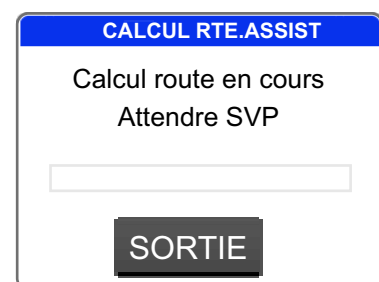 CALCUL RTE.ASSIST
Calcul route en cours
Attendre SVP
SORTIE